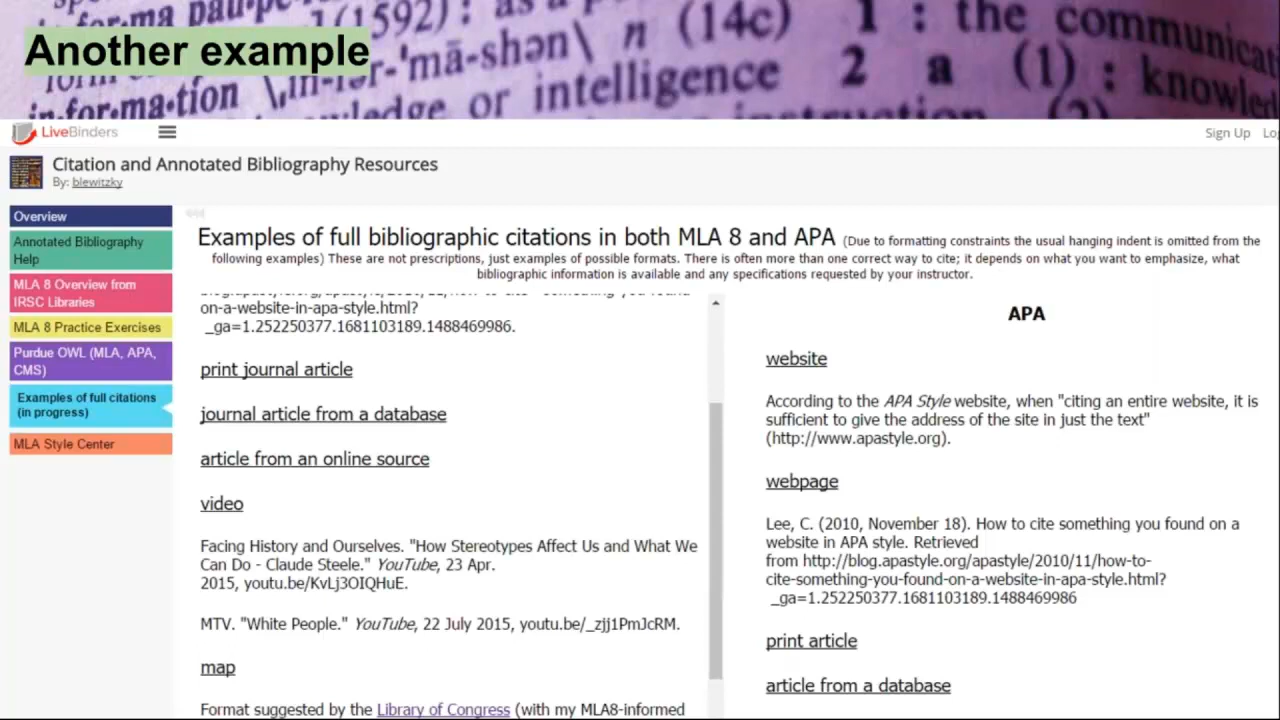 for·ma pau·pe·
(1592) : as a
1 : the communicat
form
\ˌin-fər-ˈmā-shən\ n (14c)
in·for·ma·tion
knowledge or intelligence 2 a (1) : knowled
instruction (2)
Another example
LiveBinders
Sign Up
Citation and Annotated Bibliography Resources
By: blewitzky
Overview
Annotated Bibliography
Help
MLA 8 Overview from
IRSC Libraries
MLA 8 Practice Exercises
Purdue OWL (MLA, APA,
CMS)
Examples of full citations
(in progress)
MLA Style Center
Examples of full bibliographic citations in both MLA 8 and APA (Due to formatting constraints the usual hanging indent is omitted from the
following examples) These are not prescriptions, just examples of possible formats. There is often more than one correct way to cite; it depends on what you want to emphasize, what
bibliographic information is available and any specifications requested by your instructor.
on-a-website-in-apa-style.html?
_ga=1.252250377.1681103189.1488469986.
print journal article
journal article from a database
article from an online source
video
Facing History and Ourselves. "How Stereotypes Affect Us and What We
Can Do - Claude Steele." YouTube, 23 Apr.
2015, youtu.be/KvLj3OIQHuE.
MTV. "White People." YouTube, 22 July 2015, youtu.be/_zjj1PmJcRM.
map
Format suggested by the Library of Congress (with my MLA8-informed
APA
website
According to the APA Style website, when "citing an entire website, it is
sufficient to give the address of the site in just the text"
(http://www.apastyle.org).
webpage
Lee, C. (2010, November 18). How to cite something you found on a
website in APA style. Retrieved
from http://blog.apastyle.org/apastyle/2010/11/how-to-
cite-something-you-found-on-a-website-in-apa-style.html?
_ga=1.252250377.1681103189.1488469986
print article
article from a database